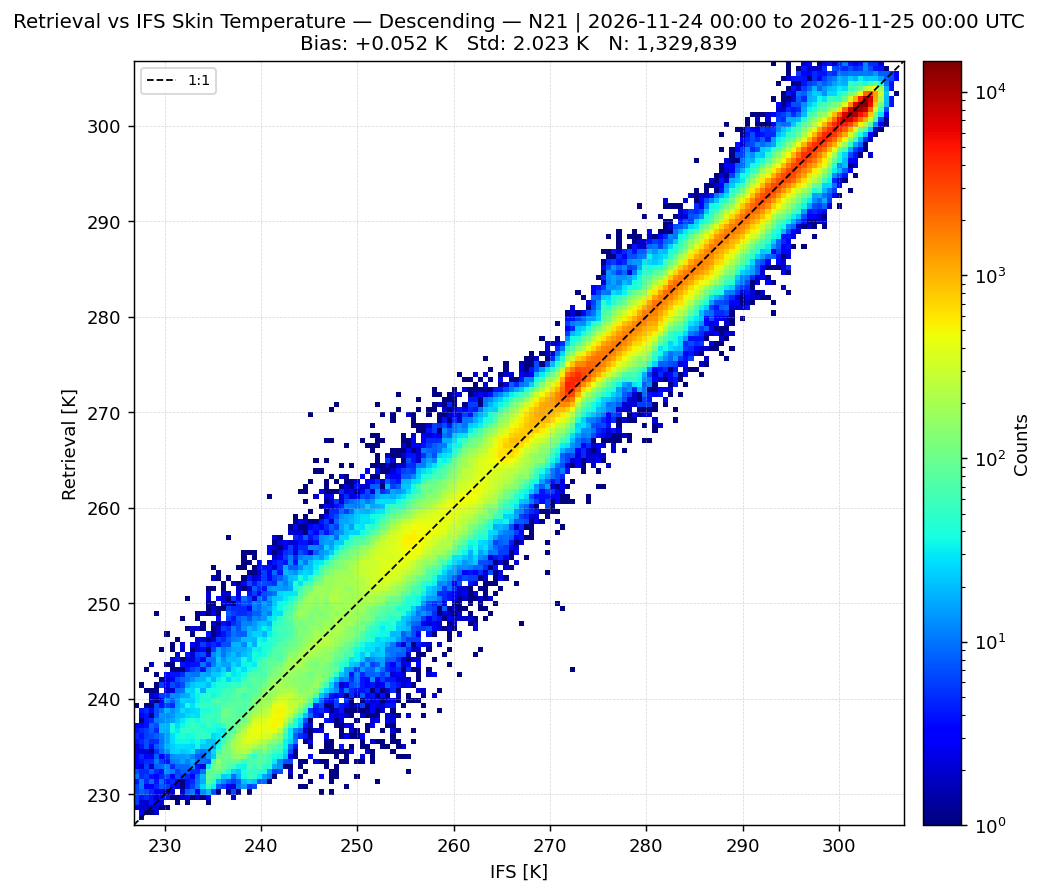 Retrieval vs IFS Skin Temperature — Descending — N21 | 2026-11-24 00:00 to 2026-11-25 00:00 UTC
Bias: +0.052 K   Std: 2.023 K   N: 1,329,839
1:1
300
290
280
270
260
250
240
230
Retrieval [K]
230 240 250 260 270 280 290 300
IFS [K]
10⁴
10³
10²
10¹
10⁰
Counts